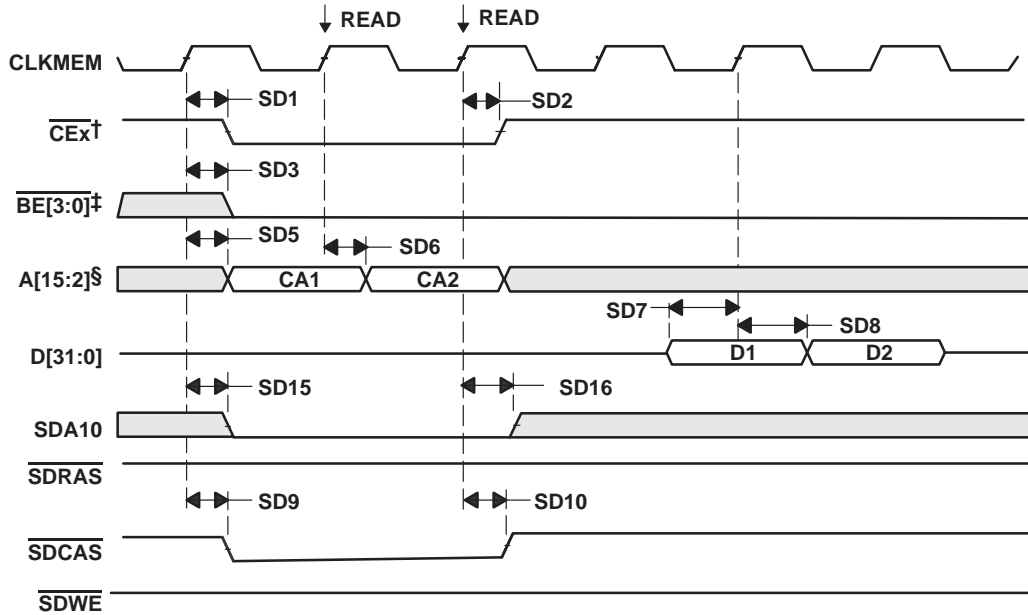 READ READ
CLKMEM
SD1 SD2
CEx†
SD3
BE[3:0]‡
SD5 SD6
A[15:2]§ CA1 CA2
SD7 SD8
D[31:0] D1 D2
SD15 SD16
SDA10
SDRAS
SD9 SD10
SDCAS
SDWE